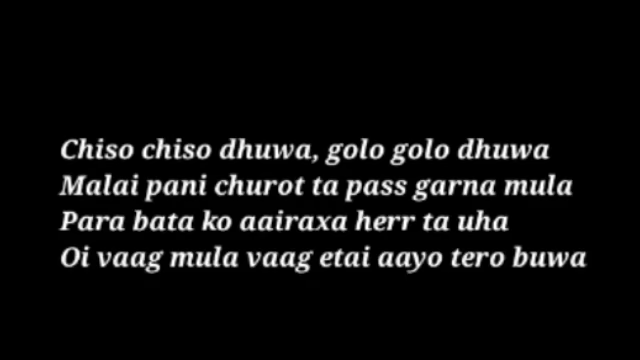 Chiso chiso dhuwa, golo golo dhuwa
Malai pani churot ta pass garna mula
Para bata ko aairaxa herr ta uha
Oi vaag mula vaag etai aayo tero buwa